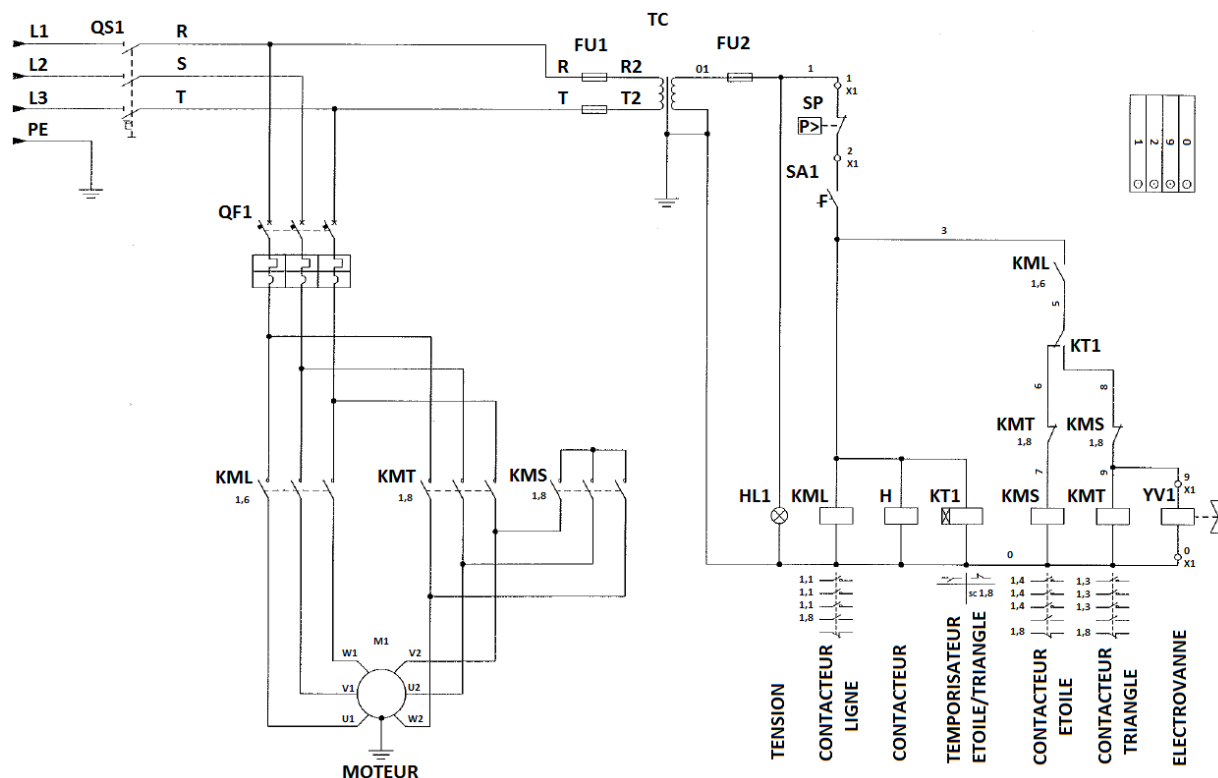 L1 QS1 R
L2 S
L3 T
PE
TC
FU1 FU2
R R2
T T2
01
1
1
X1
SP
P>
2
X1
SA1
F
1 2 9 0
QF1
3
KML
1,6
5
KT1
6 8
KMT
1,8
KMS
1,8
7 9
KML
1,6
KMT
1,8
KMS
1,8
HL1 KML H KT1 KMS KMT YV1
9
X1
0
0
X1
1,1
1,1
1,1
1,8
sc 1,8
1,4
1,4
1,4
1,8
1,3
1,3
1,3
1,8
M1
W1 V2
V1 U2
U1 W2
MOTEUR
TENSION
CONTACTEUR
LIGNE
CONTACTEUR
TEMPORISATEUR
ETOILE/TRIANGLE
CONTACTEUR
ETOILE
CONTACTEUR
TRIANGLE
ELECTROVANNE